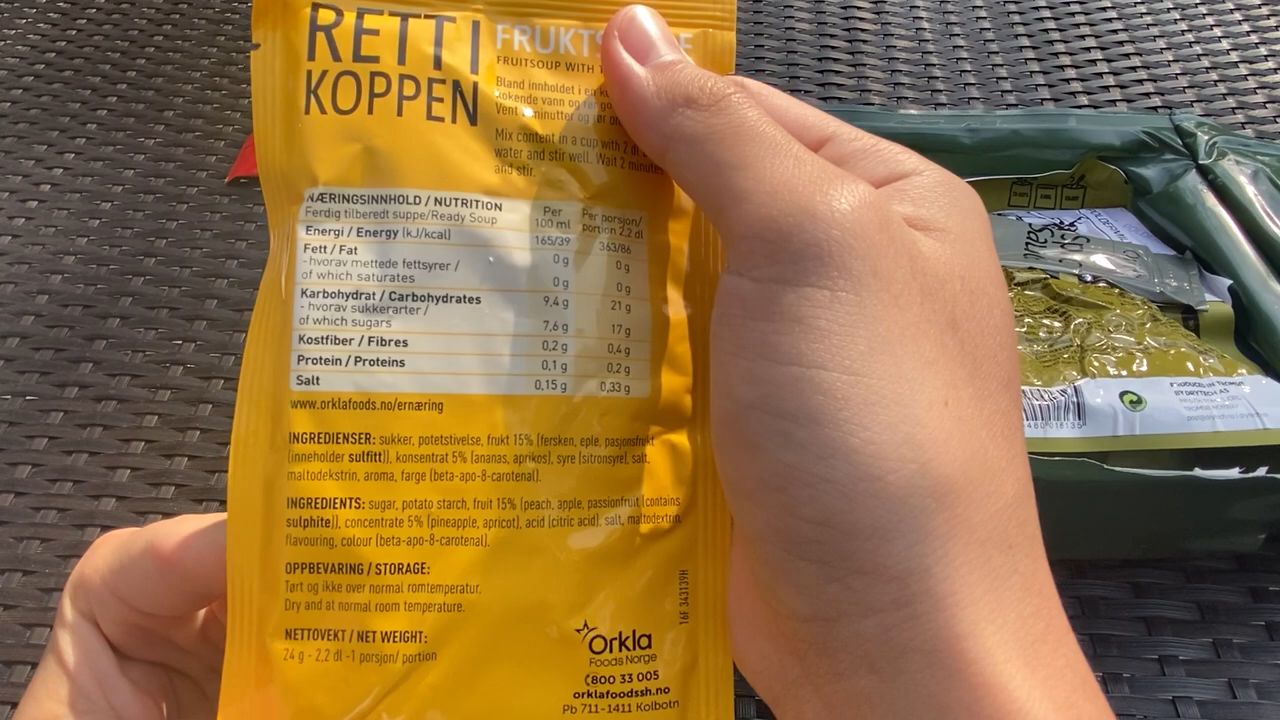 RETT I
KOPPEN
FRUKTS
FRUITSOUP WITH
Bland innholdet i en
kokende vann og rør
Vent minutter og rør
Mix content in a cup with 2 dl
water and stir well. Wait 2 minutes
and stir.
NÆRINGSINNHOLD / NUTRITION
Ferdig tilberedt suppe/Ready Soup
Per
100 ml
Per porsjon/
portion 2,2 dl
Energi / Energy (kJ/kcal) 165/39 363/86
Fett / Fat 0 g 0 g
- hvorav mettede fettsyrer /
of which saturates 0 g 0 g
Karbohydrat / Carbohydrates 9,4 g 21 g
- hvorav sukkerarter /
of which sugars 7,6 g 17 g
Kostfiber / Fibres 0,2 g 0,4 g
Protein / Proteins 0,1 g 0,2 g
Salt 0,15 g 0,33 g
www.orklafoods.no/ernæring
INGREDIENSER: sukker, potetstivelse, frukt 15% (fersken, eple, pasjonsfrukt
(inneholder sulfitt)), konsentrat 5% (ananas, aprikos), syre (sitronsyre), salt,
maltodekstrin, aroma, farge (beta-apo-8-carotenal).
INGREDIENTS: sugar, potato starch, fruit 15% (peach, apple, passionfruit (contains
sulphite)), concentrate 5% (pineapple, apricot), acid (citric acid), salt, maltodextrin,
flavouring, colour (beta-apo-8-carotenal).
OPPBEVARING / STORAGE:
Tørt og ikke over normal romtemperatur.
Dry and at normal room temperature.
NETTOVEKT / NET WEIGHT:
24 g - 2,2 dl - 1 porsjon/ portion
16F 343139H
Orkla
Foods Norge
800 33 005
orklafoodssh.no
Pb 711-1411 Kolbotn
PRODUCED IN TROMSØ
BY DRYTECH AS